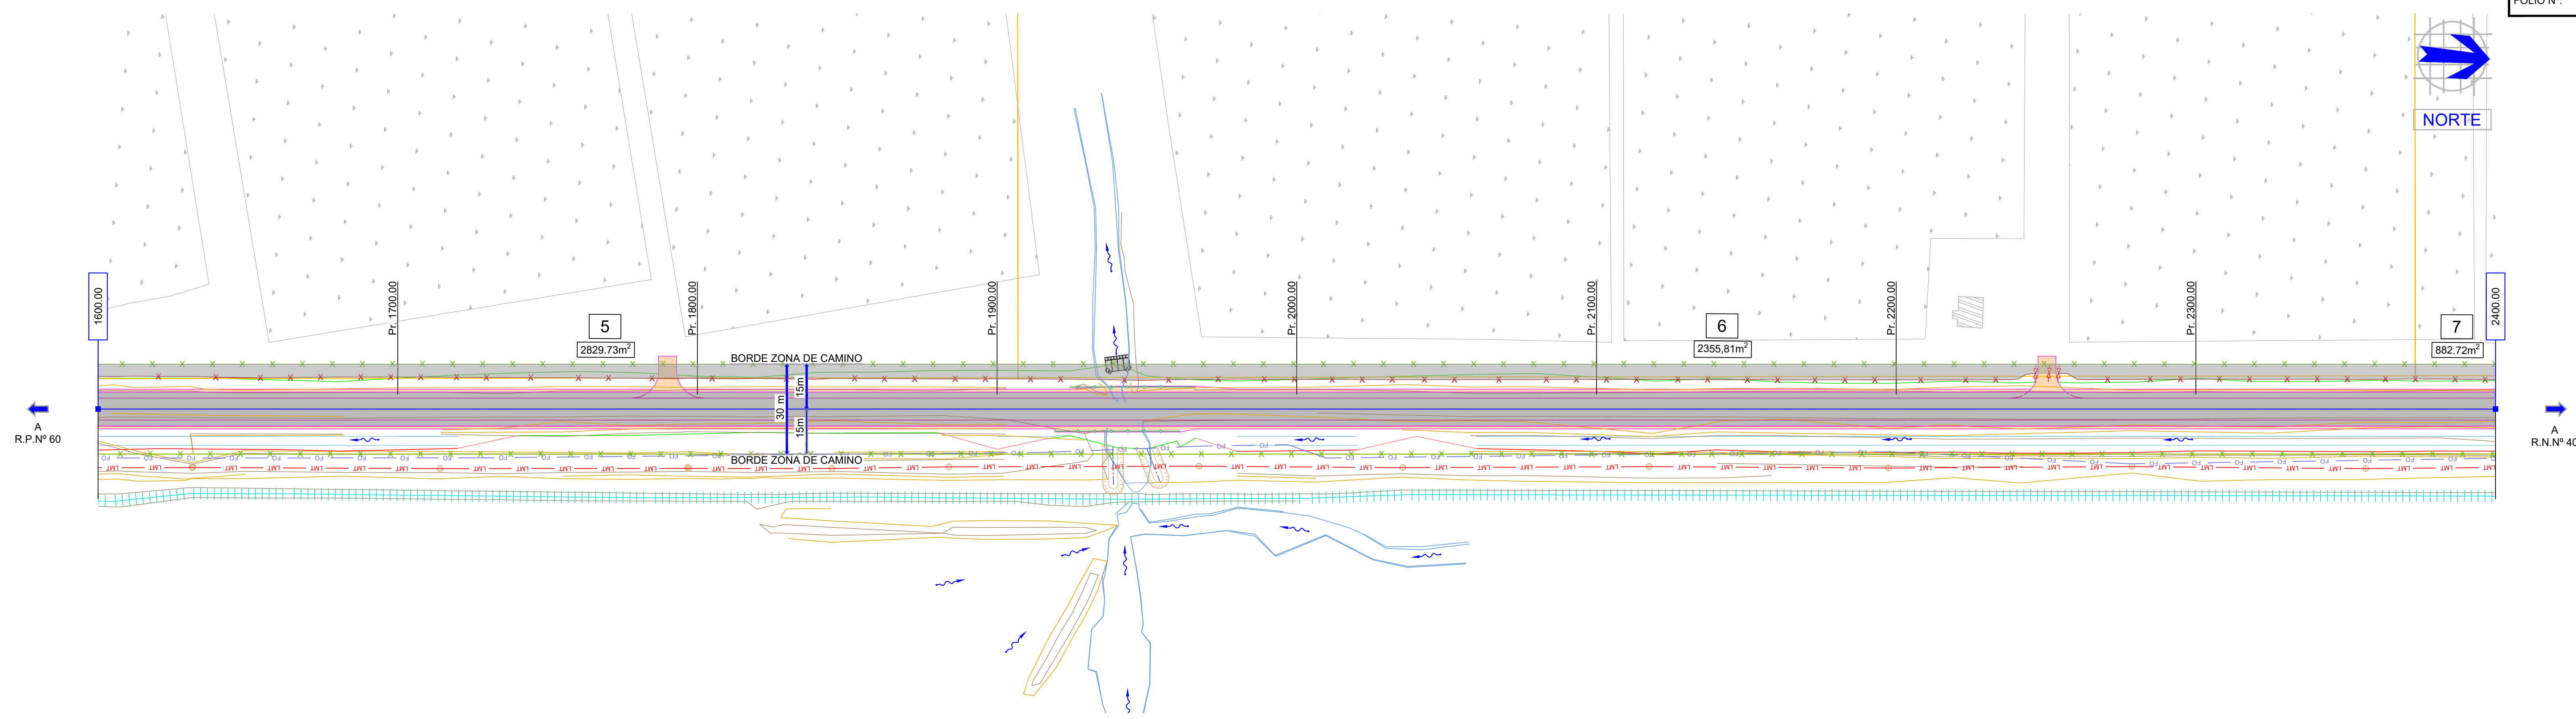 FOLIO Nº:
NORTE
1600.00
Pr. 1700.00
Pr. 1800.00
Pr. 1900.00
Pr. 2000.00
Pr. 2100.00
Pr. 2200.00
Pr. 2300.00
2400.00
5
2829.73m²
6
2355,81m²
7
882.72m²
BORDE ZONA DE CAMINO
15m
30 m
15m
BORDE ZONA DE CAMINO
A
R.P.Nº 60
A
R.N.Nº 40
FO
LMT